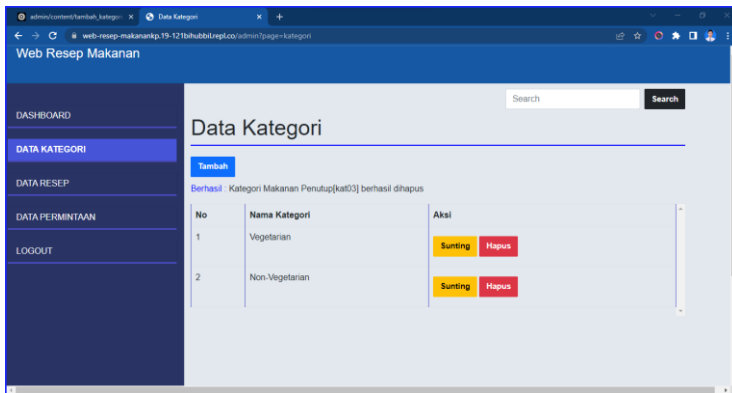 admin/content/tambah_kategori
Data Kategori
web-resep-makanankp.19-121bihubbil.repl.co/admin?page=kategori
Web Resep Makanan
Search
Search
DASHBOARD
Data Kategori
DATA KATEGORI
Tambah
DATA RESEP
Berhasil : Kategori Makanan Penutup[kat03] berhasil dihapus
No Nama Kategori Aksi
DATA PERMINTAAN
1 Vegetarian Sunting Hapus
LOGOUT
2 Non-Vegetarian Sunting Hapus